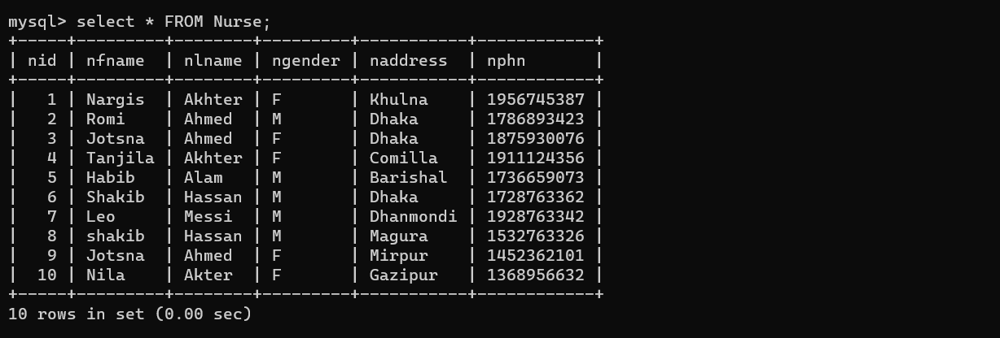 mysql> select * FROM Nurse;
+-----+---------+--------+---------+-----------+------------+
| nid | nfname  | nlname | ngender | naddress  | nphn       |
+-----+---------+--------+---------+-----------+------------+
|   1 | Nargis  | Akhter | F       | Khulna    | 1956745387 |
|   2 | Romi    | Ahmed  | M       | Dhaka     | 1786893423 |
|   3 | Jotsna  | Ahmed  | F       | Dhaka     | 1875930076 |
|   4 | Tanjila | Akhter | F       | Comilla   | 1911124356 |
|   5 | Habib   | Alam   | M       | Barishal  | 1736659073 |
|   6 | Shakib  | Hassan | M       | Dhaka     | 1728763362 |
|   7 | Leo     | Messi  | M       | Dhanmondi | 1928763342 |
|   8 | shakib  | Hassan | M       | Magura    | 1532763326 |
|   9 | Jotsna  | Ahmed  | F       | Mirpur    | 1452362101 |
|  10 | Nila    | Akter  | F       | Gazipur   | 1368956632 |
+-----+---------+--------+---------+-----------+------------+
10 rows in set (0.00 sec)